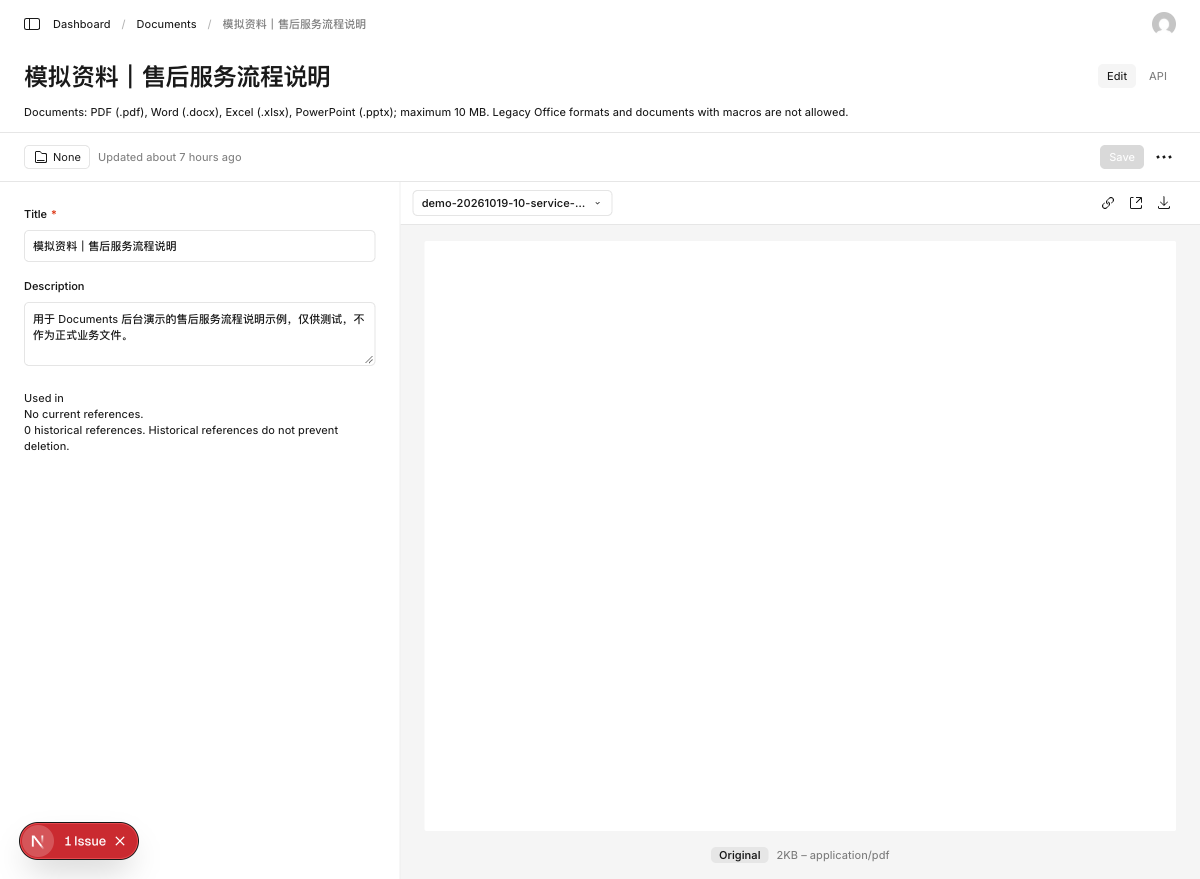 Dashboard / Documents / 模拟资料｜售后服务流程说明
模拟资料｜售后服务流程说明
Edit API
Documents: PDF (.pdf), Word (.docx), Excel (.xlsx), PowerPoint (.pptx); maximum 10 MB. Legacy Office formats and documents with macros are not allowed.
None Updated about 7 hours ago
Save
Title *
模拟资料｜售后服务流程说明
Description
用于 Documents 后台演示的售后服务流程说明示例，仅供测试，不
作为正式业务文件。
Used in
No current references.
0 historical references. Historical references do not prevent
deletion.
demo-20261019-10-service-...
Original 2KB – application/pdf
N 1 Issue